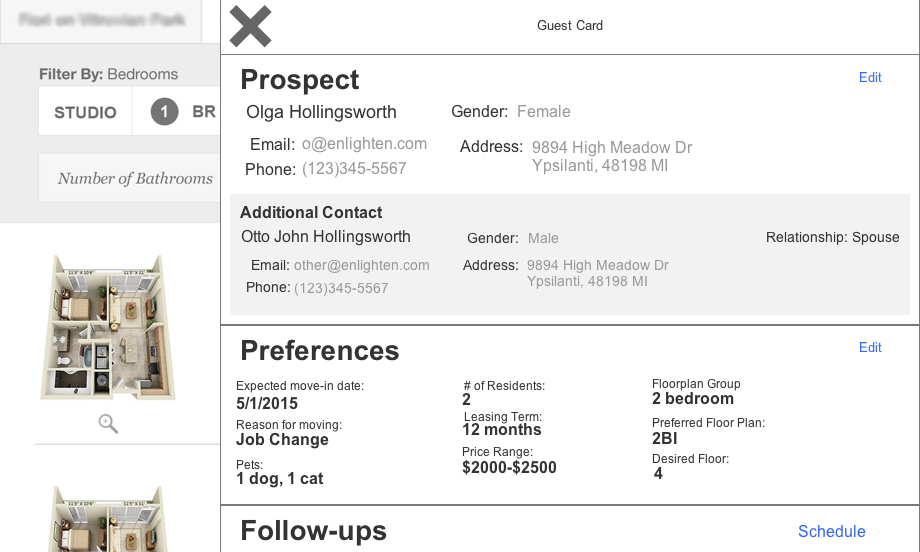 Guest Card
Filter By: Bedrooms
STUDIO
1 BR
Number of Bathrooms
Prospect
Edit
Olga Hollingsworth
Gender: Female
Email: o@enlighten.com
Phone: (123)345-5567
Address: 9894 High Meadow Dr
Ypsilanti, 48198 MI
Additional Contact
Otto John Hollingsworth
Gender: Male
Relationship: Spouse
Email: other@enlighten.com
Phone: (123)345-5567
Address: 9894 High Meadow Dr
Ypsilanti, 48198 MI
Preferences
Edit
Expected move-in date:
5/1/2015
Reason for moving:
Job Change
Pets:
1 dog, 1 cat
# of Residents:
2
Leasing Term:
12 months
Price Range:
$2000-$2500
Floorplan Group
2 bedroom
Preferred Floor Plan:
2BI
Desired Floor:
4
Follow-ups
Schedule